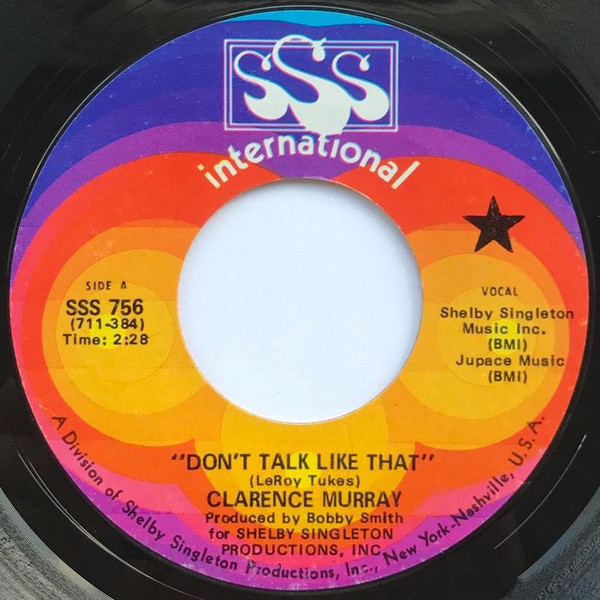 SSS
international
SIDE A
SSS 756
(711-384)
Time: 2:28
VOCAL
Shelby Singleton
Music Inc.
(BMI)
Jupace Music
(BMI)
"DON'T TALK LIKE THAT"
(LeRoy Tukes)
CLARENCE MURRAY
Produced by Bobby Smith
for SHELBY SINGLETON
PRODUCTIONS, INC.
A Division of Shelby Singleton Productions, Inc., New York-Nashville, U.S.A.